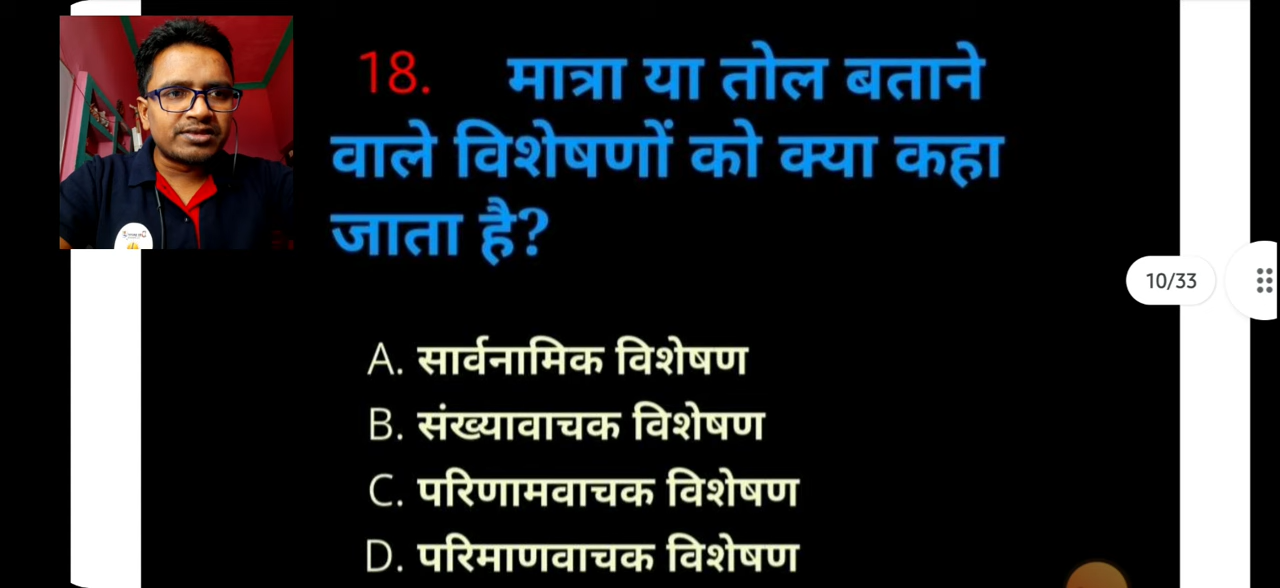 18. मात्रा या तोल बताने
वाले विशेषणों को क्या कहा
जाता है?
10/33
A. सार्वनामिक विशेषण
B. संख्यावाचक विशेषण
C. परिणामवाचक विशेषण
D. परिमाणवाचक विशेषण